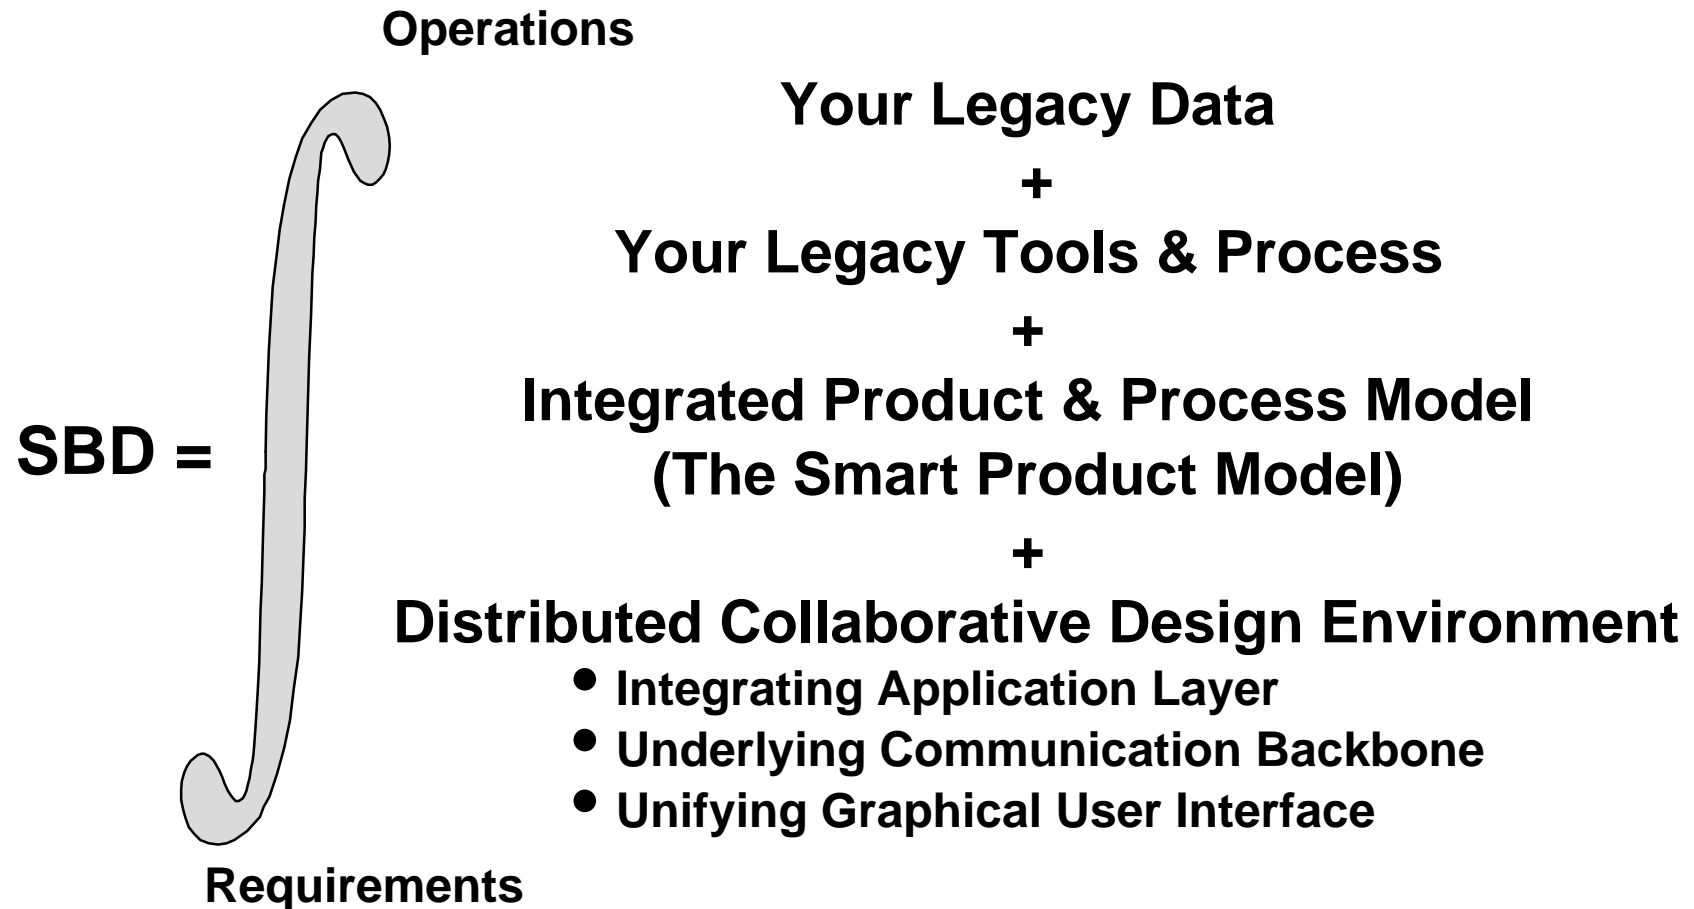 Operations
Your Legacy Data
+
Your Legacy Tools & Process
+
Integrated Product & Process Model
SBD =
(The Smart Product Model)
+
Distributed Collaborative Design Environment
• Integrating Application Layer
• Underlying Communication Backbone
• Unifying Graphical User Interface
Requirements